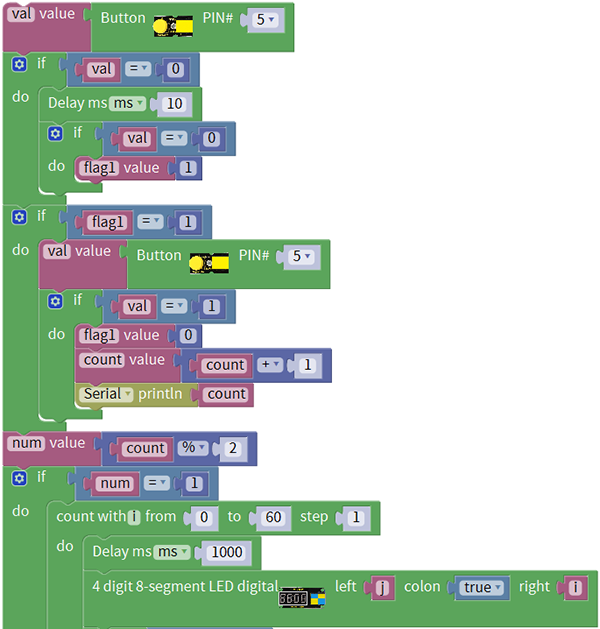 val value Button PIN# 5
if val = 0
do Delay ms ms 10
if val = 0
do flag1 value 1
if flag1 = 1
do val value Button PIN# 5
if val = 1
do flag1 value 0
count value count + 1
Serial println count
num value count % 2
if num = 1
do count with i from 0 to 60 step 1
do Delay ms ms 1000
4 digit 8-segment LED digital left j colon true right i